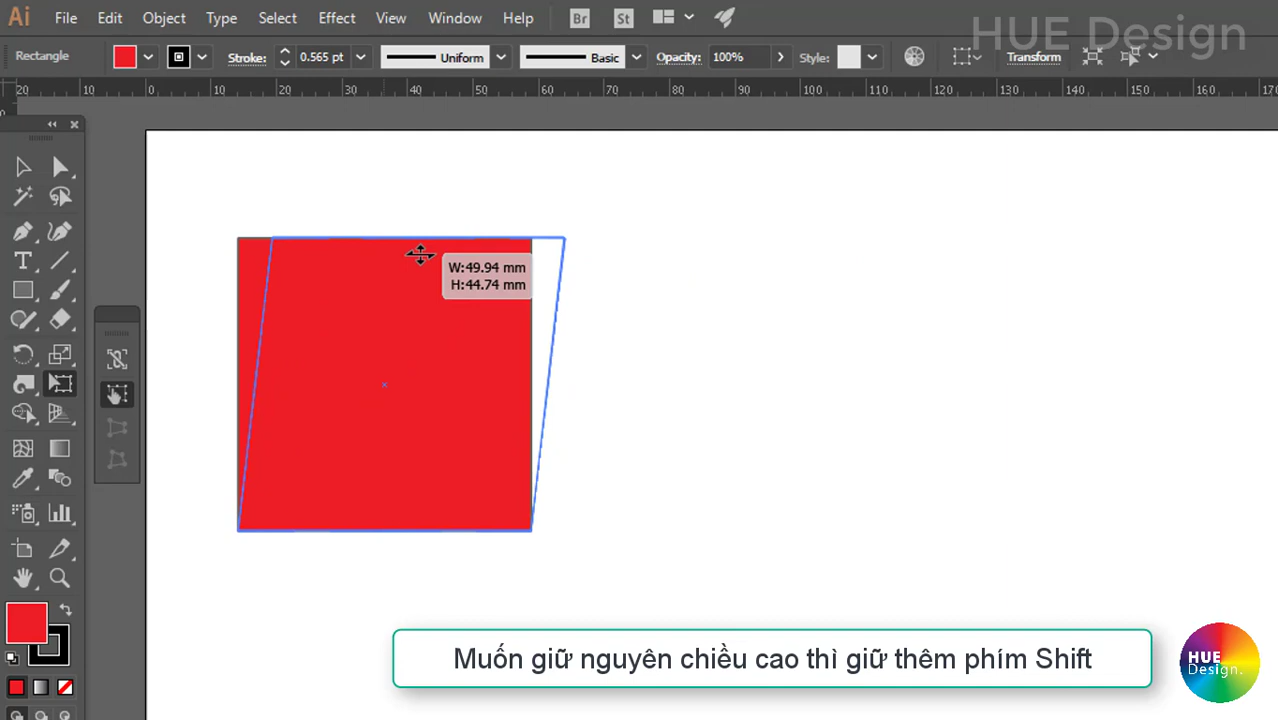 Ai File Edit Object Type Select Effect View Window Help Br St
HUE Design
Rectangle Stroke: 0.565 pt Uniform Basic Opacity: 100% Style: Transform
20 10 0 10 20 30 40 50 60 70 80 90 100 110 120 130 140 150 160 170
W:49.94 mm
H:44.74 mm
Muốn giữ nguyên chiều cao thì giữ thêm phím Shift
HUE
Design.